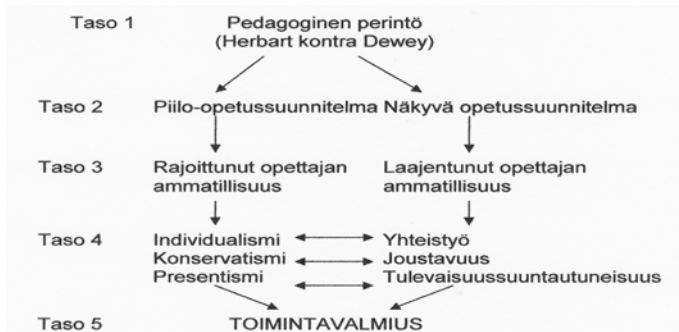 Taso 1 Pedagoginen perintö
(Herbart kontra Dewey)
Taso 2 Piilo-opetussuunnitelma Näkyvä opetussuunnitelma
Taso 3 Rajoittunut opettajan Laajentunut opettajan
ammatillisuus ammatillisuus
Taso 4 Individualismi Yhteistyö
Konservatismi Joustavuus
Presentismi Tulevaisuussuuntautuneisuus
Taso 5 TOIMINTAVALMIUS